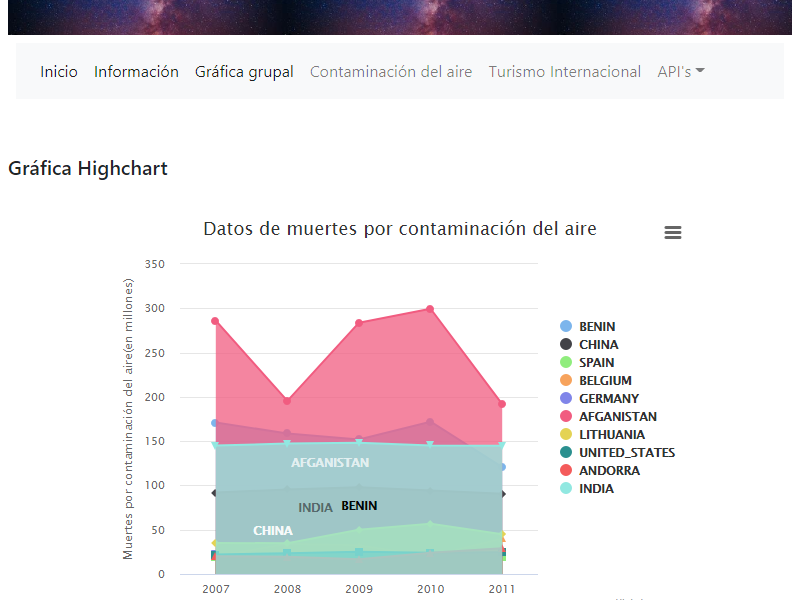 Inicio Información Gráfica grupal Contaminación del aire Turismo Internacional API's
Gráfica Highchart
Datos de muertes por contaminación del aire
Muertes por contaminación del aire(en millones)
350
300
250
200
150
100
50
0
AFGANISTAN
INDIA BENIN
CHINA
2007 2008 2009 2010 2011
BENIN
CHINA
SPAIN
BELGIUM
GERMANY
AFGANISTAN
LITHUANIA
UNITED_STATES
ANDORRA
INDIA